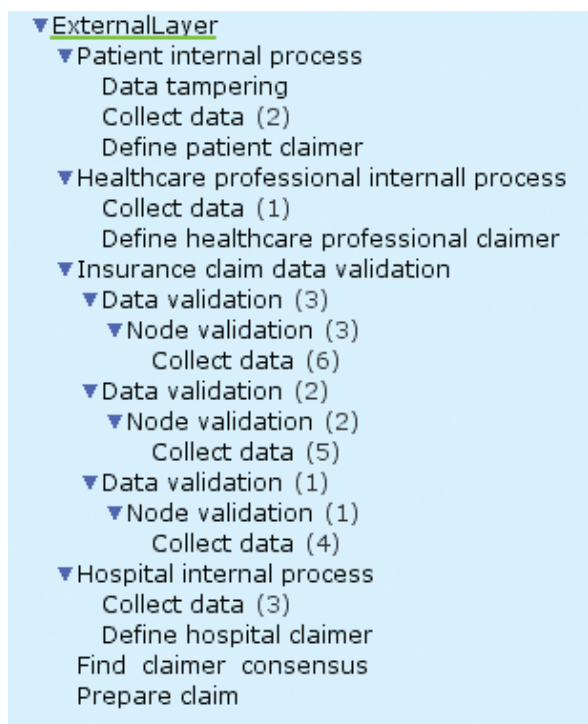 ExternalLayer
Patient internal process
Data tampering
Collect data (2)
Define patient claimer
Healthcare professional internall process
Collect data (1)
Define healthcare professional claimer
Insurance claim data validation
Data validation (3)
Node validation (3)
Collect data (6)
Data validation (2)
Node validation (2)
Collect data (5)
Data validation (1)
Node validation (1)
Collect data (4)
Hospital internal process
Collect data (3)
Define hospital claimer
Find claimer consensus
Prepare claim